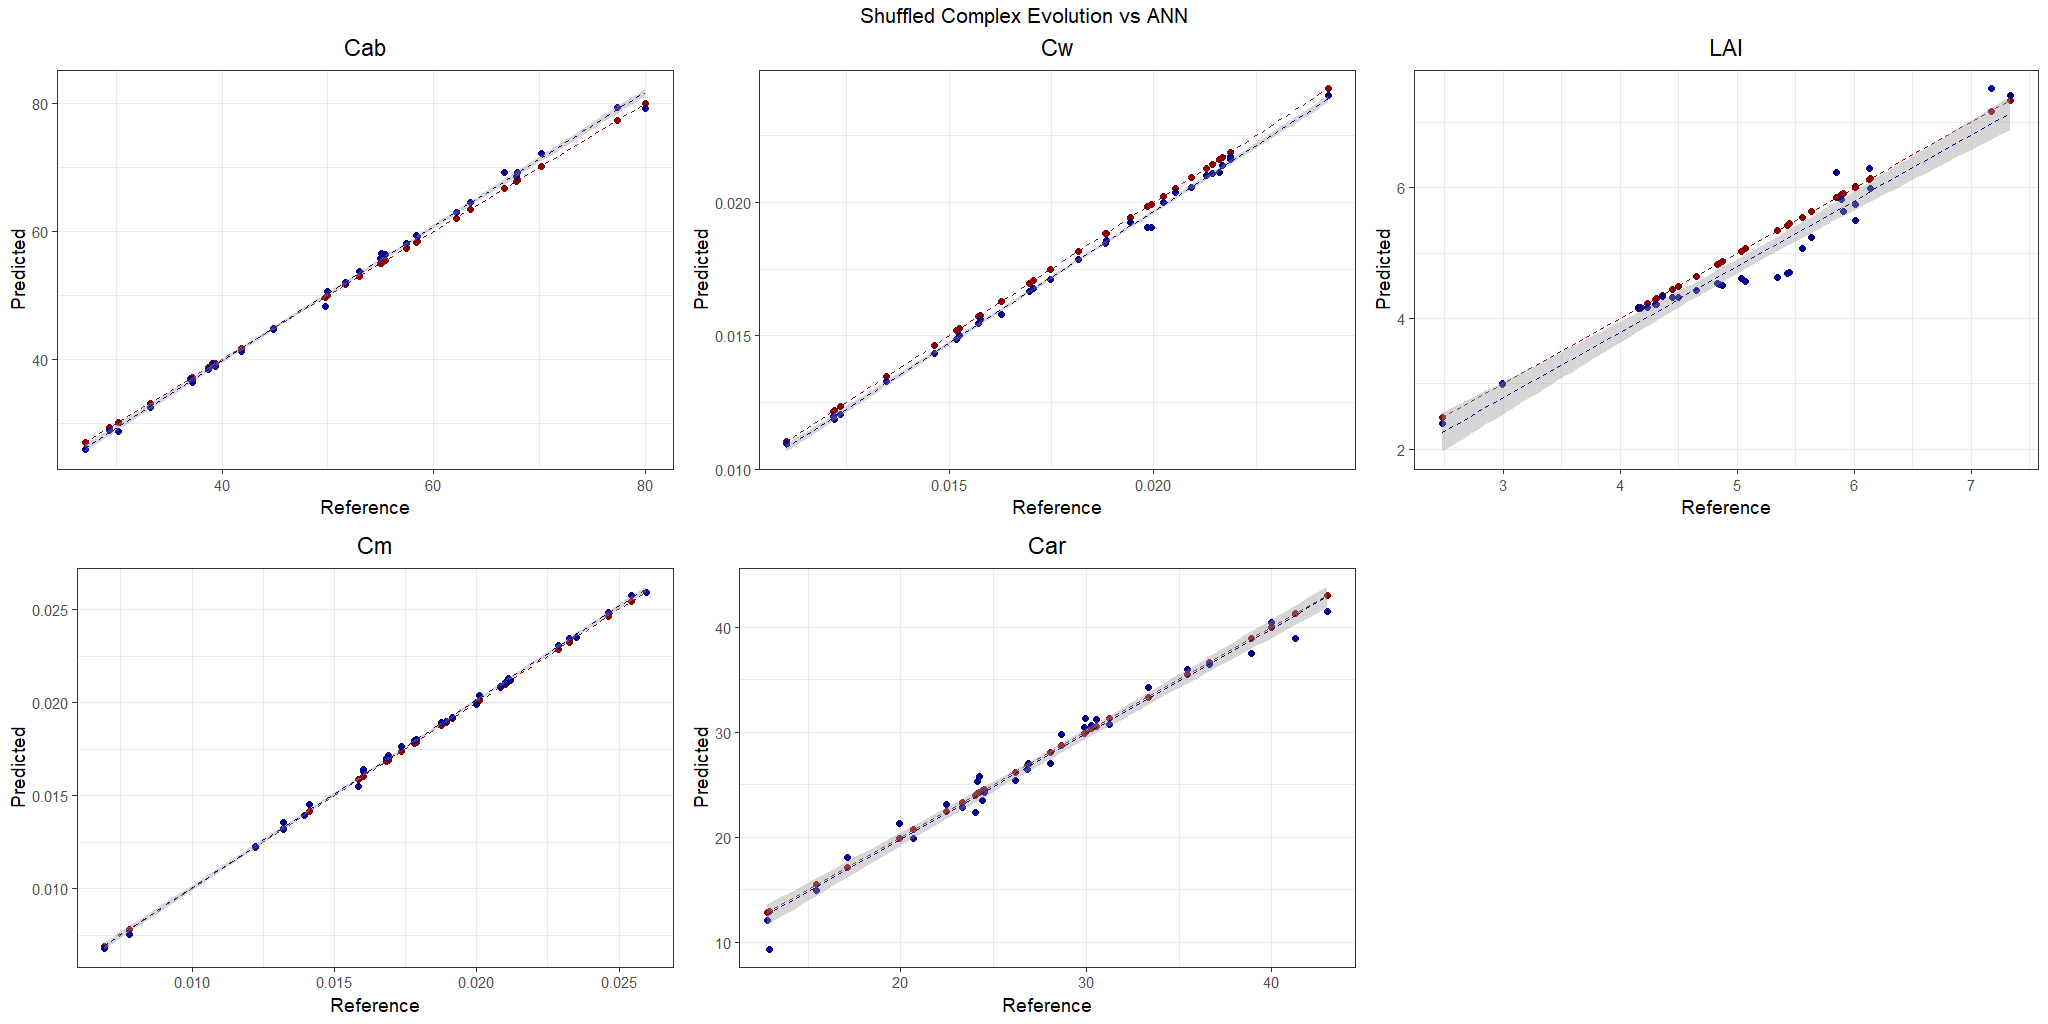 Shuffled Complex Evolution vs ANN
Cab
Predicted
80
60
40
40 60 80
Reference
Cw
Predicted
0.020
0.015
0.010
0.015 0.020
Reference
LAI
Predicted
6
4
2
3 4 5 6 7
Reference
Cm
Predicted
0.025
0.020
0.015
0.010
0.010 0.015 0.020 0.025
Reference
Car
Predicted
40
30
20
10
20 30 40
Reference